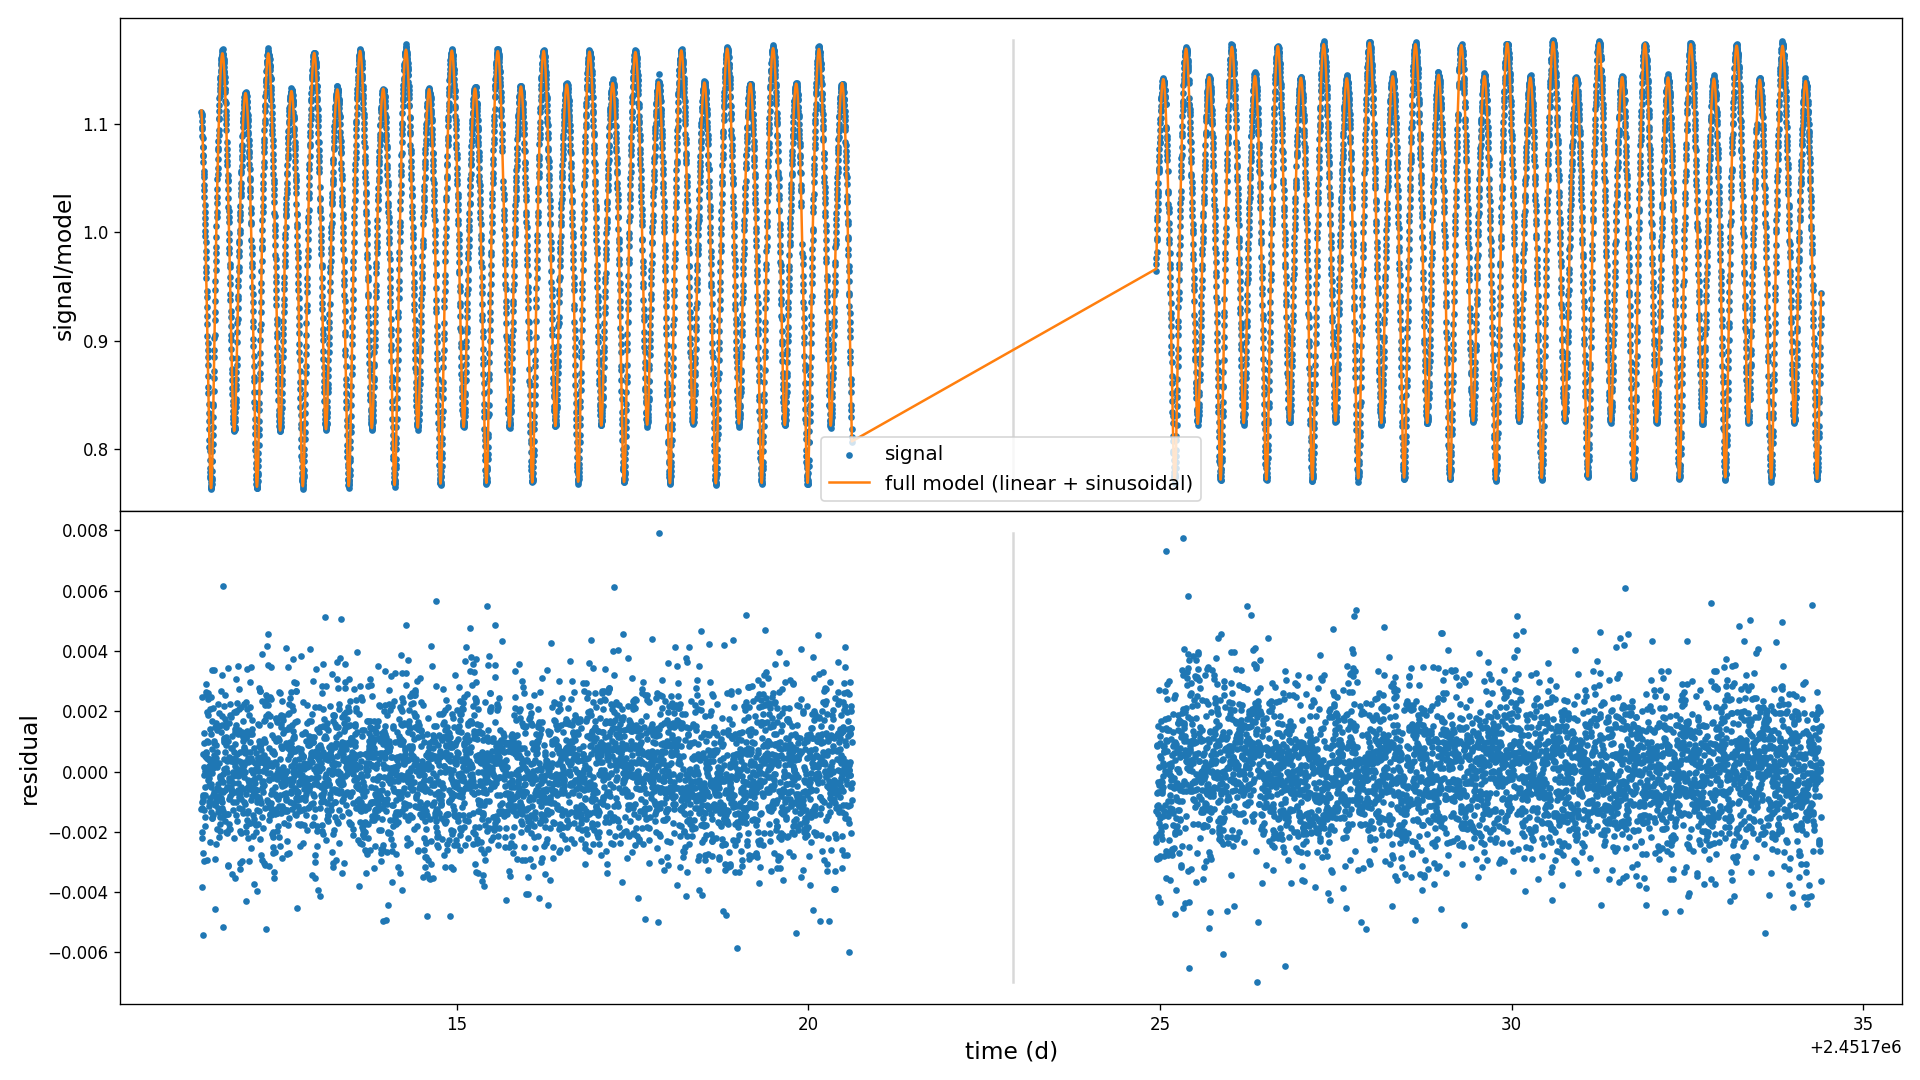 signal/model
1.1
1.0
0.9
0.8
signal
full model (linear + sinusoidal)
residual
0.008
0.006
0.004
0.002
0.000
−0.002
−0.004
−0.006
15
20
25
30
35
time (d)
+2.4517e6